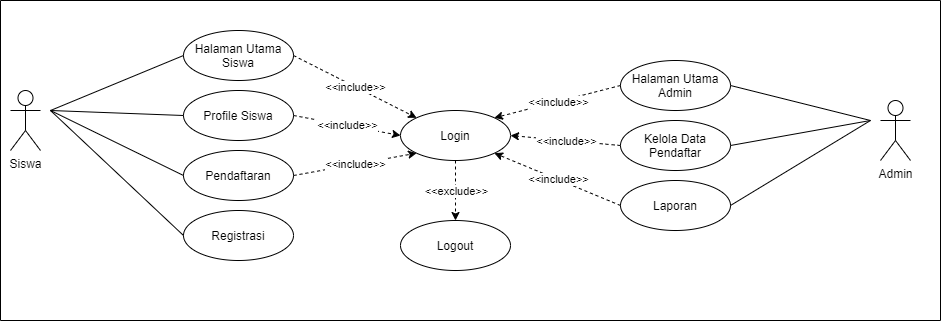 Halaman Utama
Siswa
<<include>>
Profile Siswa
<<include>>
Pendaftaran
<<include>>
Registrasi
Siswa
Login
<<exclude>>
Logout
Halaman Utama
Admin
<<include>>
Kelola Data
Pendaftar
<<include>>
Laporan
<<include>>
Admin